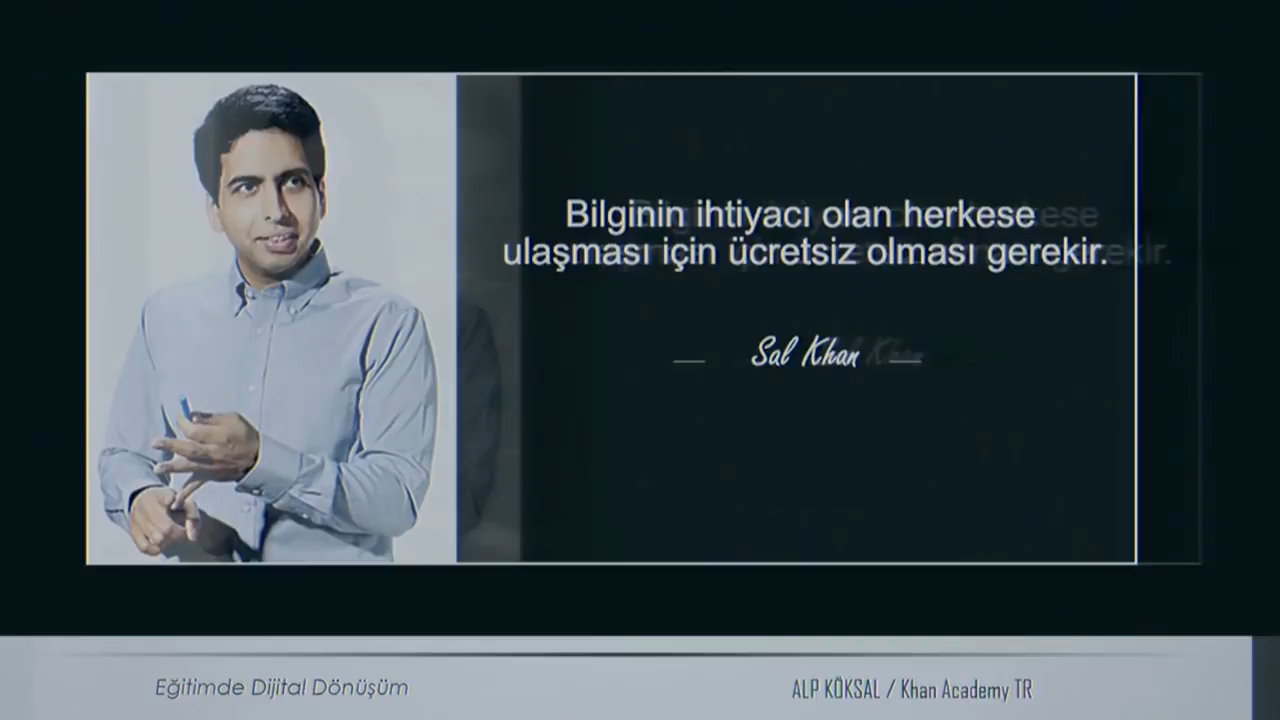 Bilginin ihtiyacı olan herkese
ulaşması için ücretsiz olması gerekir.
Sal Khan
Eğitimde Dijital Dönüşüm
ALP KÖKSAL / Khan Academy TR